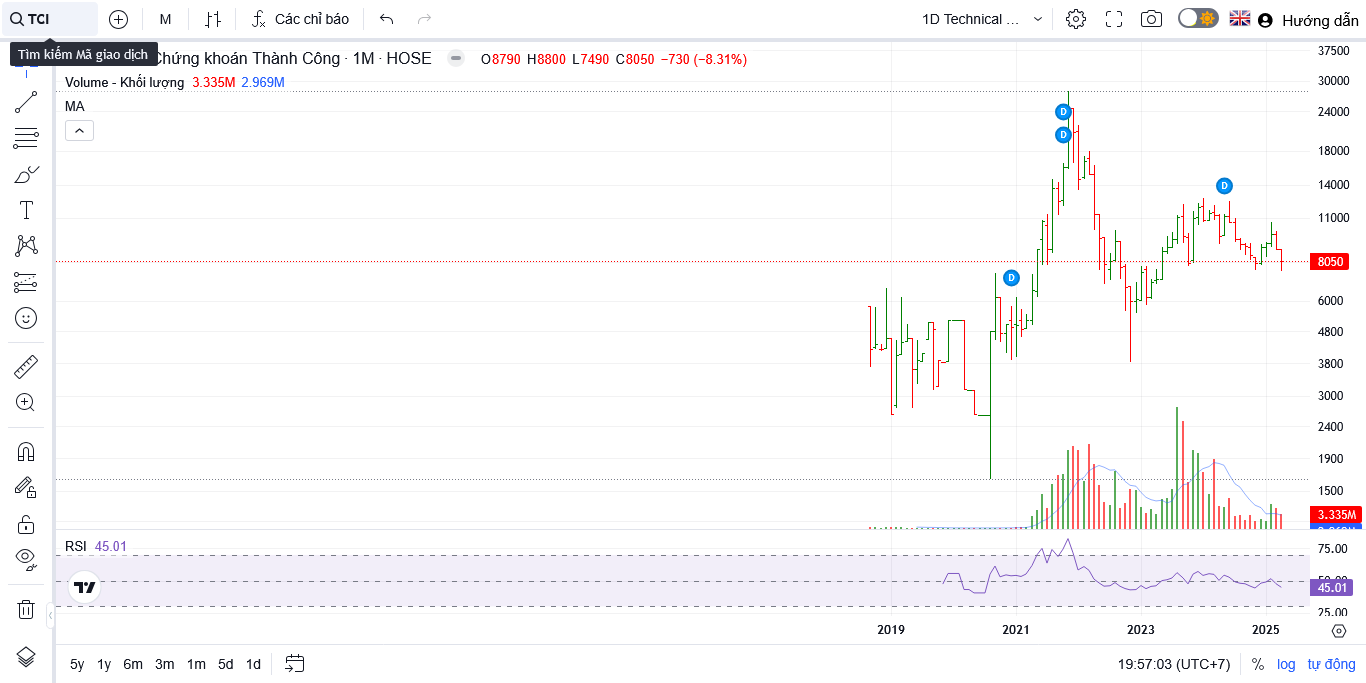 TCI
M
Các chỉ báo
1D Technical ...
Hướng dẫn
Tìm kiếm Mã giao dịch
Chứng khoán Thành Công · 1M · HOSE
O8790 H8800 L7490 C8050 −730 (−8.31%)
Volume - Khối lượng 3.335M 2.969M
MA
D
D
D
D
37500
30000
24000
18000
14000
11000
8050
6000
4800
3800
3000
2400
1900
1500
3.335M
RSI 45.01
75.00
50.00
45.01
25.00
2019 2021 2023 2025
5y 1y 6m 3m 1m 5d 1d
19:57:03 (UTC+7) % log tự động